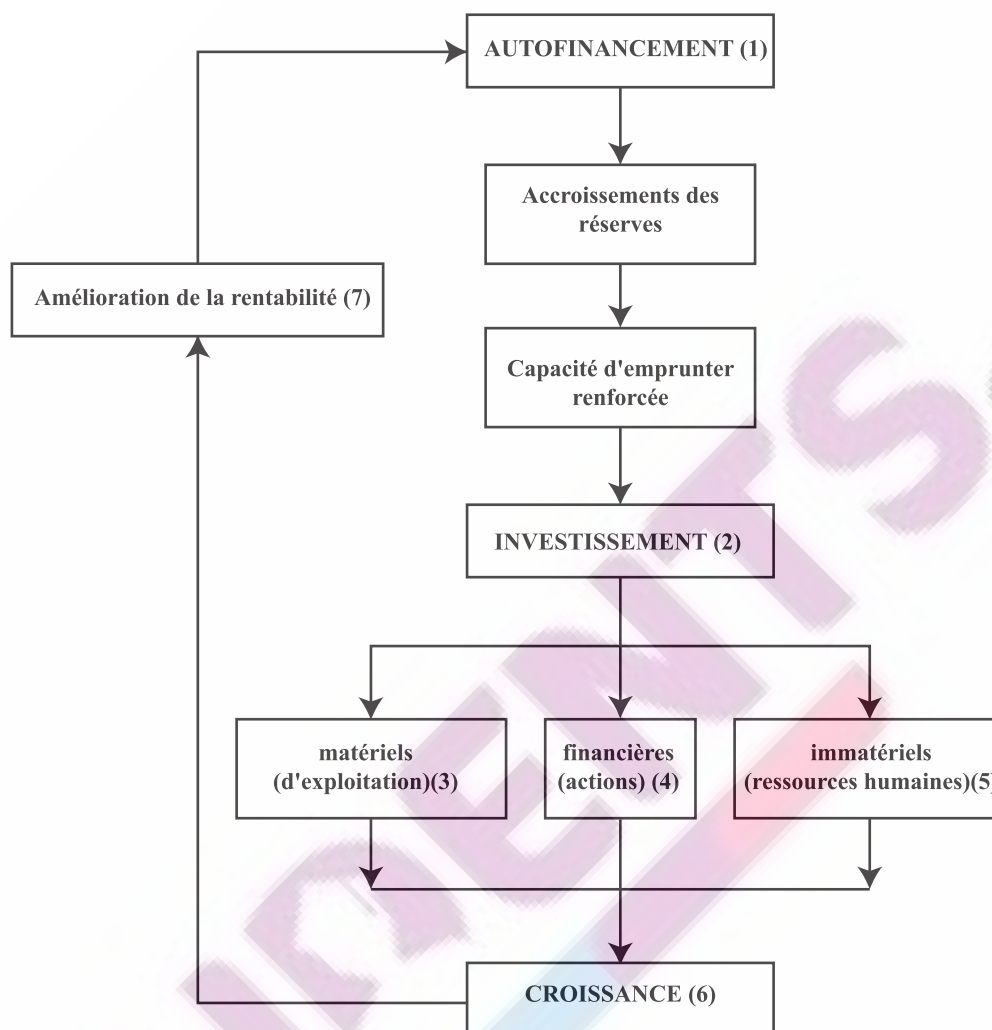 AUTOFINANCEMENT (1)
Accroissements des
réserves
Amélioration de la rentabilité (7)
Capacité d'emprunter
renforcée
INVESTISSEMENT (2)
matériels
(d'exploitation)(3)
financières
(actions) (4)
immatériels
(ressources humaines)(5)
CROISSANCE (6)